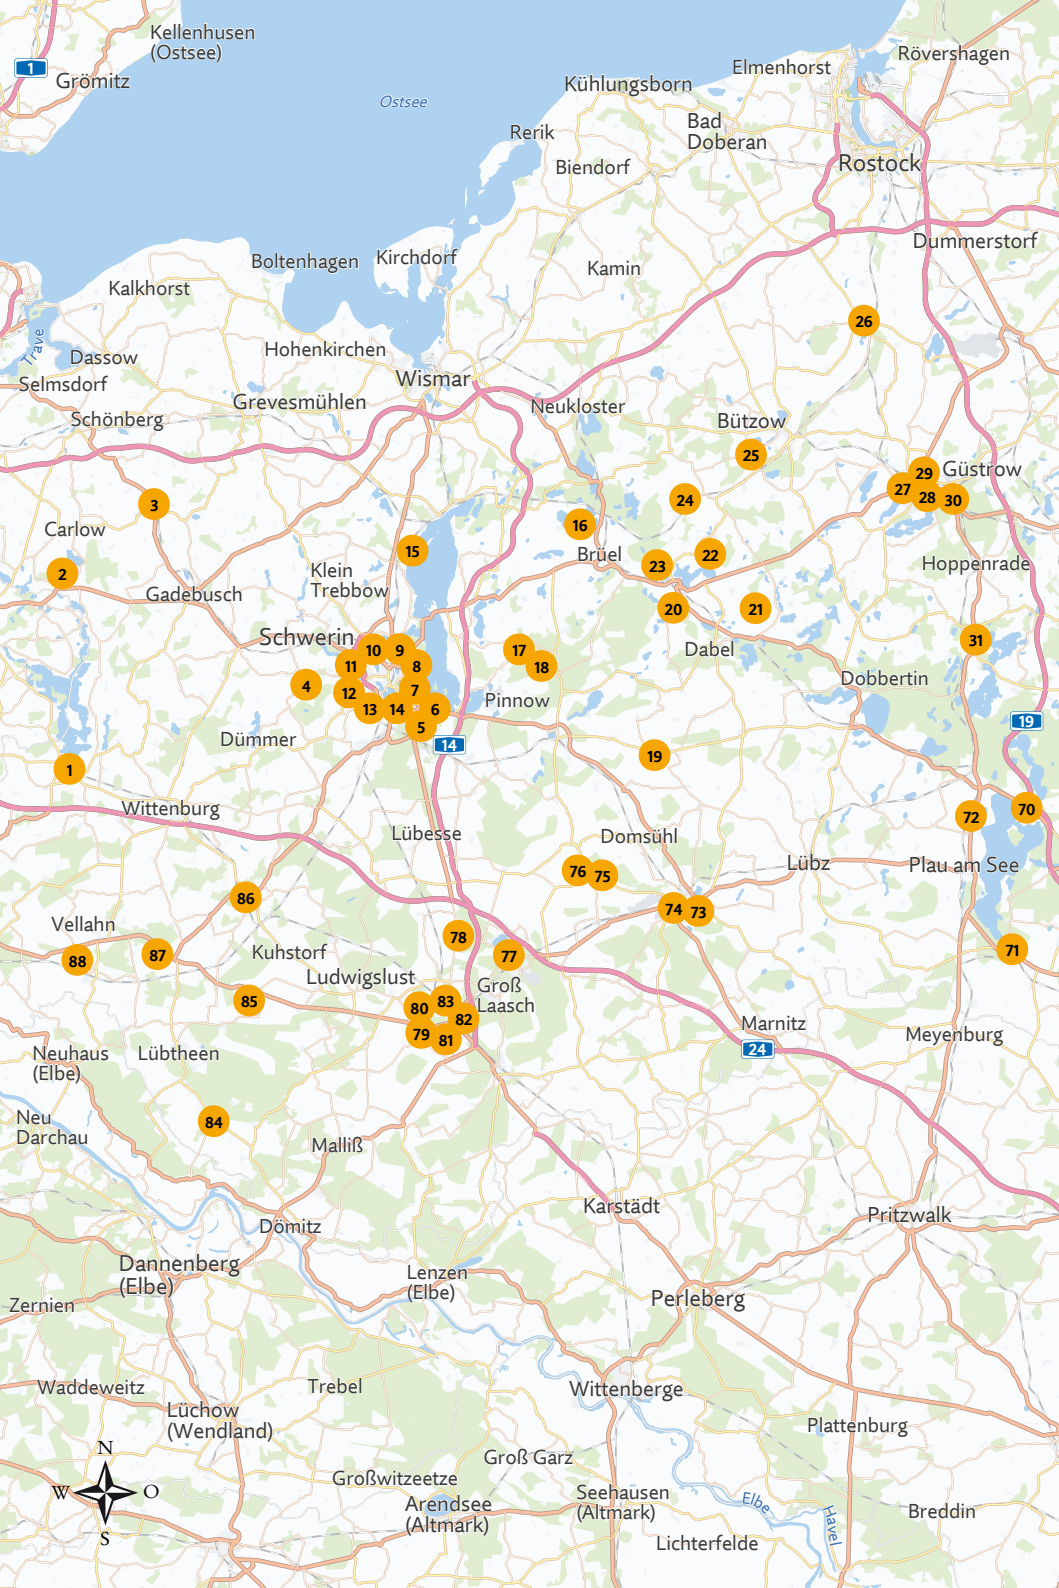 Kellenhusen
(Ostsee)
Rövershagen
1
Elmenhorst
Grömitz
Kühlungsborn
Ostsee
Bad
Doberan
Rerik
Biendorf
Rostock
Dummerstorf
Kirchdorf
Boltenhagen
Kamin
Kalkhorst
26
Trave
Hohenkirchen
Dassow
Wismar
Selmsdorf
Grevesmühlen
Neukloster
Schönberg
Bützow
25
Güstrow
29
27
28
30
24
3
16
Carlow
15
Brüel
22
Hoppenrade
23
Klein
Trebbow
2
Gadebusch
20
21
Schwerin
31
10
9
17
Dabel
11
8
18
Dobbertin
4
12
7
Pinnow
13
14
6
19
5
Dümmer
14
19
1
Wittenburg
70
72
Lübesse
Domsühl
Lübz
Plau am See
76
75
86
74
73
Vellahn
78
71
Kuhstorf
87
77
88
Ludwigslust
Groß
Laasch
85
83
80
82
Marnitz
79
81
Meyenburg
24
Neuhaus
(Elbe)
Lübtheen
Neu
Darchau
84
Malliß
Karstädt
Pritzwalk
Dömitz
Dannenberg
(Elbe)
Lenzen
(Elbe)
Zernien
Perleberg
Waddeweitz
Trebel
Wittenberge
Lüchow
(Wendland)
Plattenburg
N
Groß Garz
Großwitzeetze
W
O
Seehausen
(Altmark)
Arendsee
(Altmark)
Elbe
Havel
Breddin
S
Lichterfelde